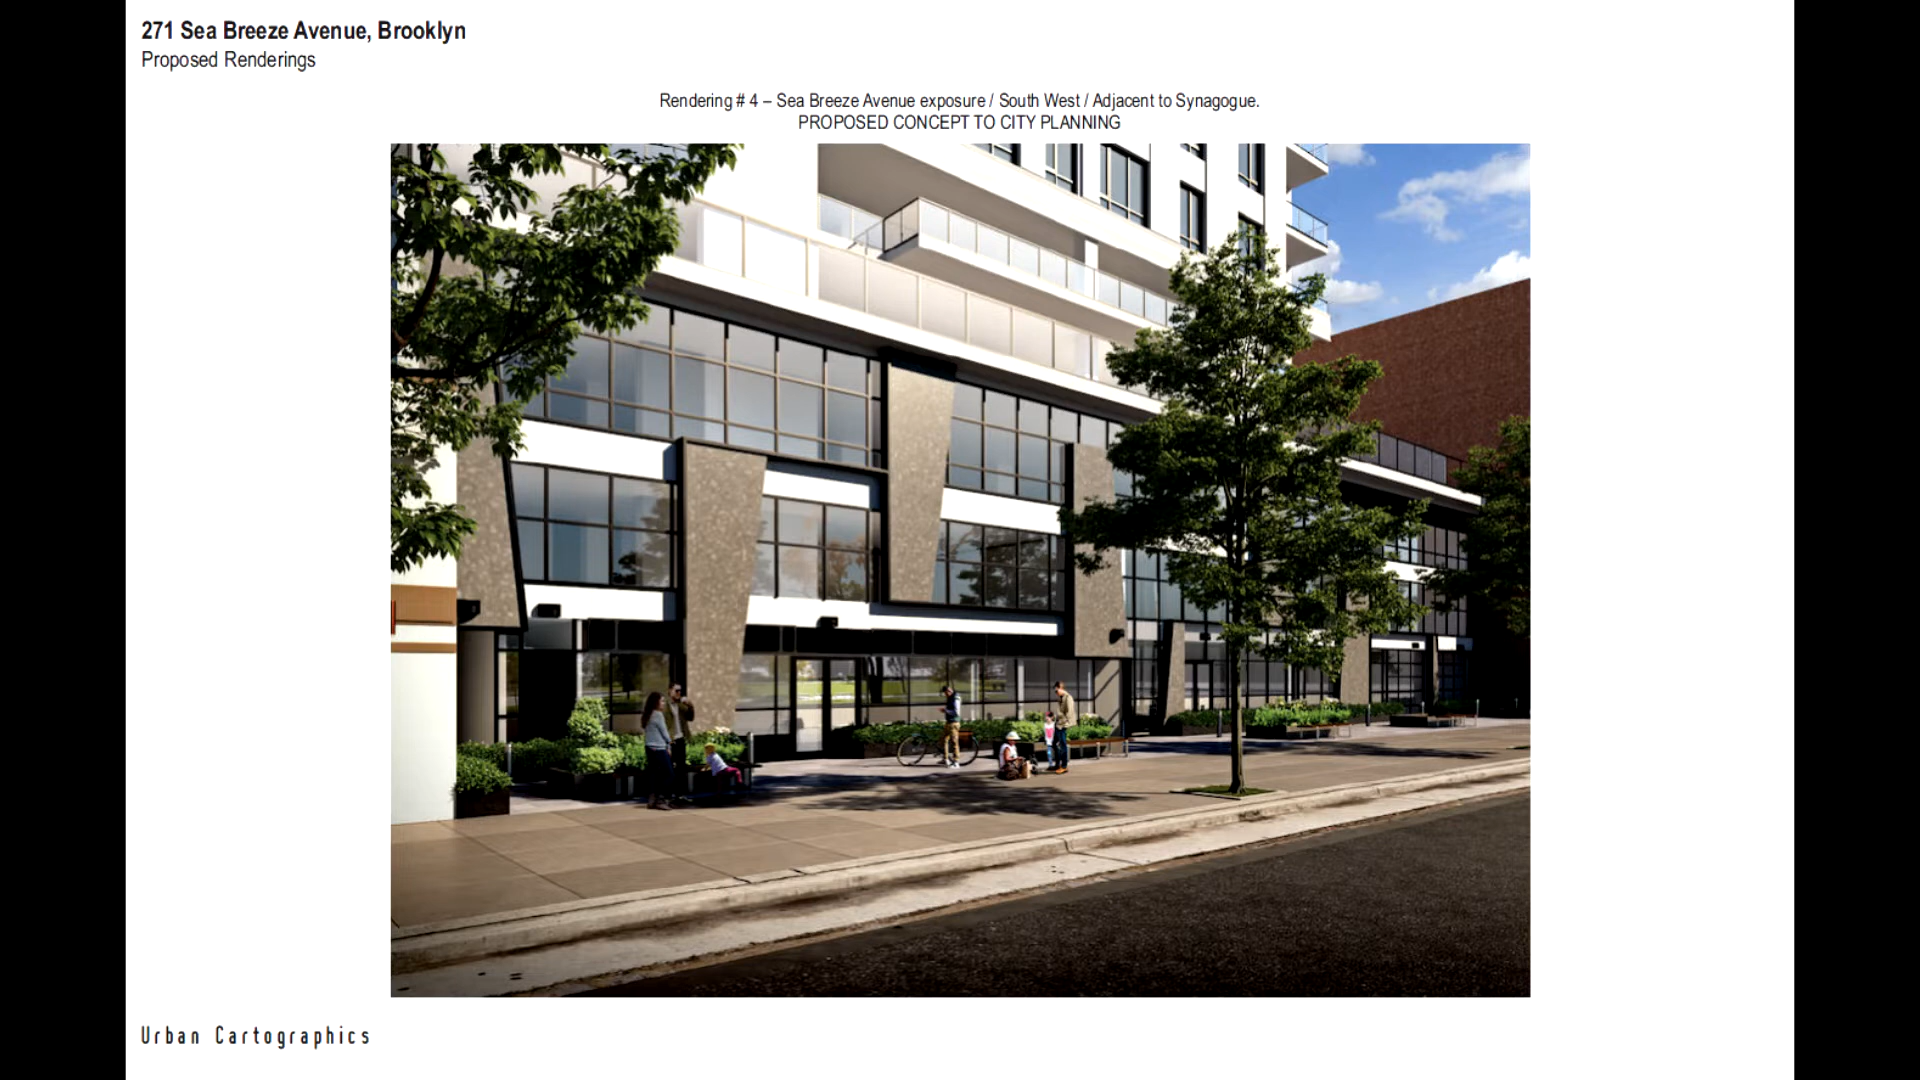 271 Sea Breeze Avenue, Brooklyn
Proposed Renderings
Rendering # 4 – Sea Breeze Avenue exposure / South West / Adjacent to Synagogue.
PROPOSED CONCEPT TO CITY PLANNING
Urban Cartographics